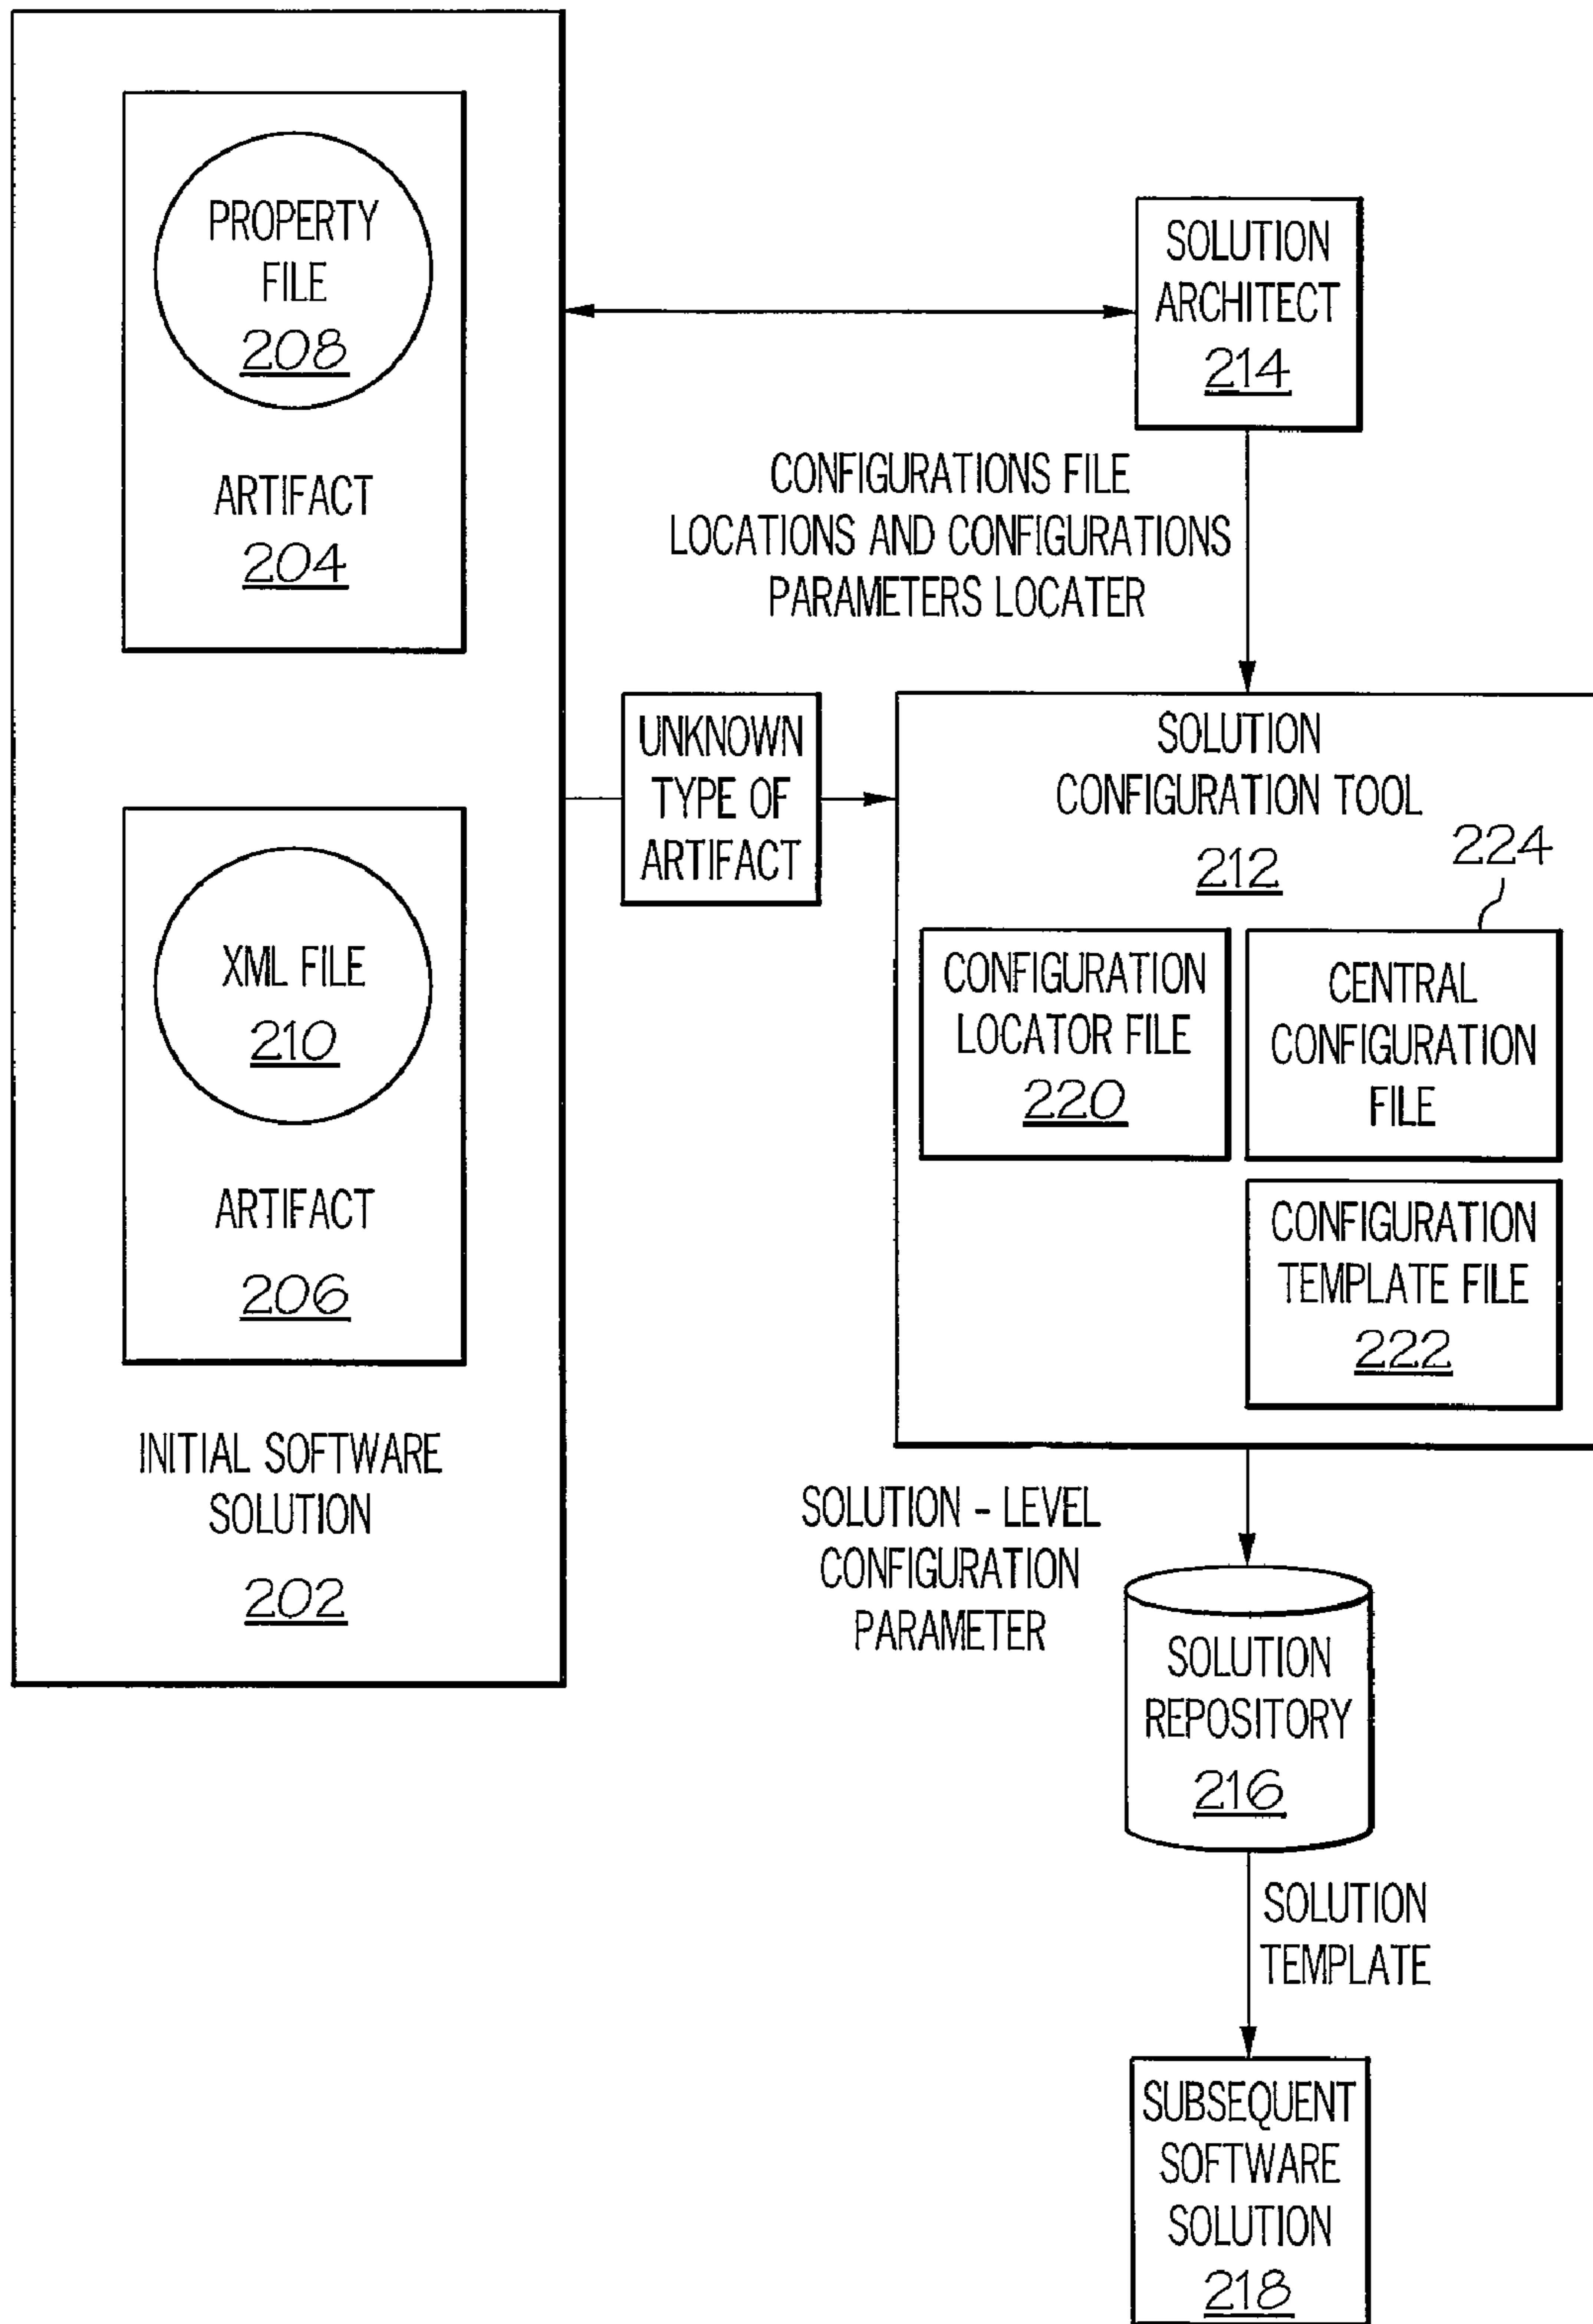 PROPERTY
FILE
208
ARTIFACT
204
XML FILE
210
ARTIFACT
206
INITIAL SOFTWARE
SOLUTION
202
SOLUTION
ARCHITECT
214
CONFIGURATIONS FILE
LOCATIONS AND CONFIGURATIONS
PARAMETERS LOCATER
UNKNOWN
TYPE OF
ARTIFACT
SOLUTION
CONFIGURATION TOOL
212
224
CONFIGURATION
LOCATOR FILE
220
CENTRAL
CONFIGURATION
FILE
CONFIGURATION
TEMPLATE FILE
222
SOLUTION - LEVEL
CONFIGURATION
PARAMETER
SOLUTION
REPOSITORY
216
SOLUTION
TEMPLATE
SUBSEQUENT
SOFTWARE
SOLUTION
218